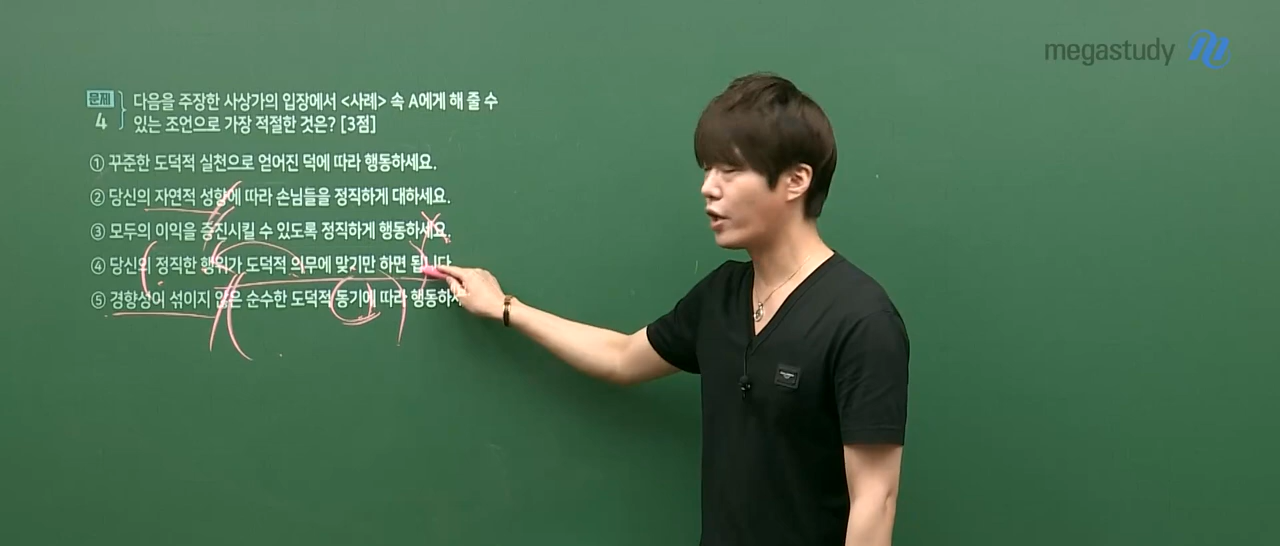 megastudy
문제
4
다음을 주장한 사상가의 입장에서 <사례> 속 A에게 해 줄 수
있는 조언으로 가장 적절한 것은? [3점]
① 꾸준한 도덕적 실천으로 얻어진 덕에 따라 행동하세요.
② 당신의 자연적 성향에 따라 손님들을 정직하게 대하세요.
③ 모두의 이익을 증진시킬 수 있도록 정직하게 행동하세요.
④ 당신의 정직한 행위가 도덕적 의무에 맞기만 하면 됩니다.
⑤ 경향성이 섞이지 않은 순수한 도덕적 동기에 따라